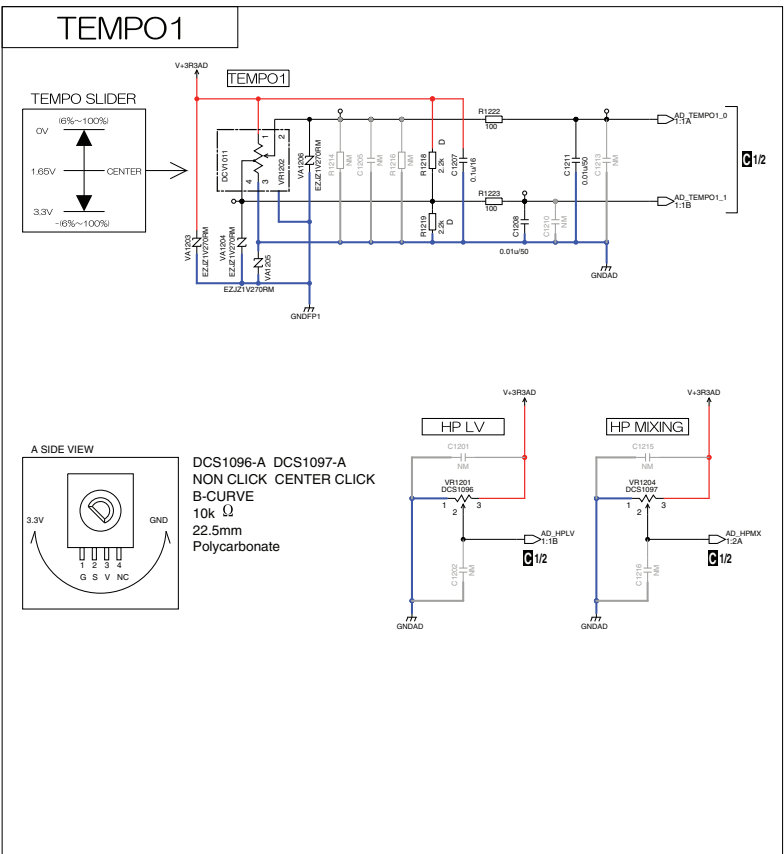 TEMPO1
V+3R3AD
TEMPO1
TEMPO SLIDER
(6%~100%)
0V
1.65V
CENTER
3.3V
-(6%~100%)
DCV1011
1
2
4
3
VR1202
VA1206
EZJZ1V270RM
R1214
NM
C1205
NM
R1216
NM
R1218
2.2k
D
C1207
0.1u/16
R1222
100
AD_TEMPO1_0
1:1A
C1211
0.01u/50
C1213
NM
C 1/2
R1223
100
AD_TEMPO1_1
1:1B
R1219
2.2k
D
C1208
0.01u/50
C1210
NM
VA1203
EZJZ1V270RM
VA1204
EZJZ1V270RM
VA1205
EZJZ1V270RM
GNDFP1
GNDAD
V+3R3AD
V+3R3AD
HP LV
HP MIXING
C1201
NM
C1215
NM
A SIDE VIEW
3.3V
GND
1 2 3 4
G S V NC
DCS1096-A DCS1097-A
NON CLICK CENTER CLICK
B-CURVE
10k Ω
22.5mm
Polycarbonate
VR1201
DCS1096
1
2
3
AD_HPLV
1:1B
C 1/2
C1202
NM
GNDAD
VR1204
DCS1097
1
2
3
AD_HPMX
1:2A
C 1/2
C1216
NM
GNDAD